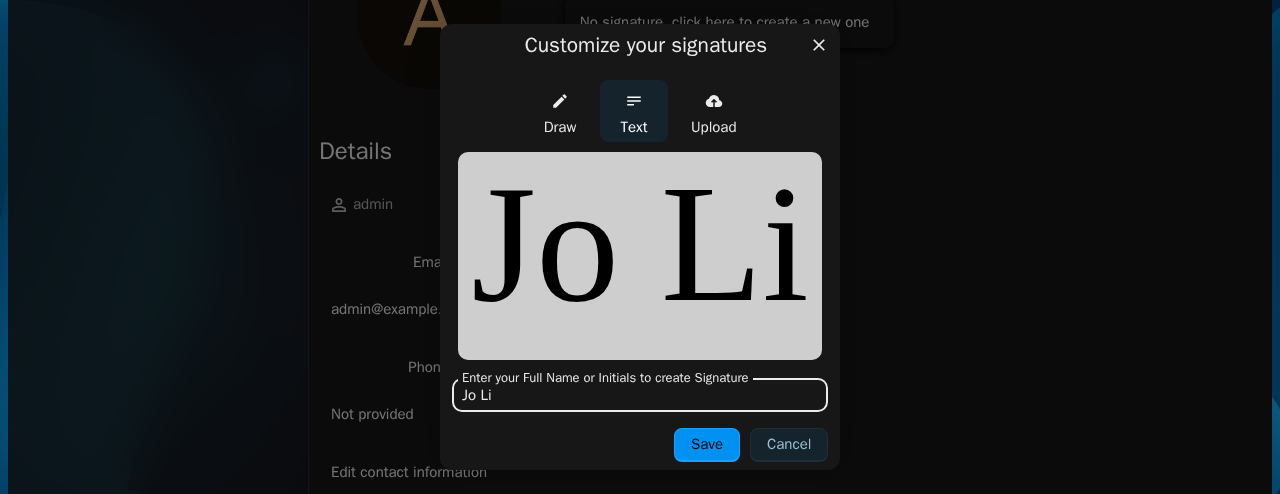 A
No signature, click here to create a new one
Customize your signatures
Draw
Text
Upload
Details
Jo Li
admin
Ema
admin@example.
Enter your Full Name or Initials to create Signature
Phon
Jo Li
Not provided
Save
Cancel
Edit contact information